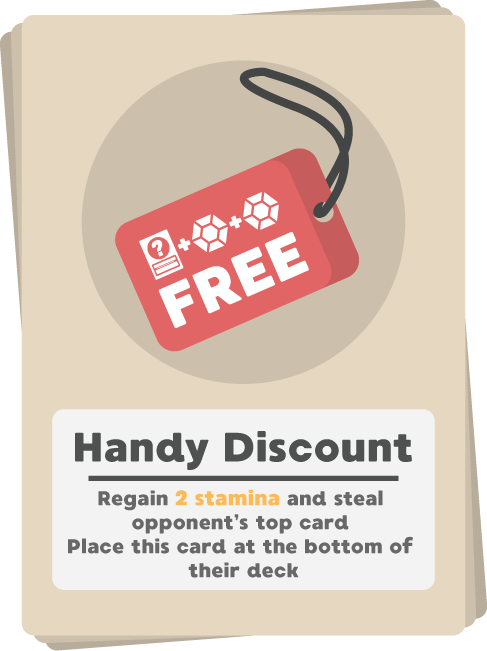 ?
FREE
Handy Discount
Regain 2 stamina and steal
opponent's top card
Place this card at the bottom of
their deck